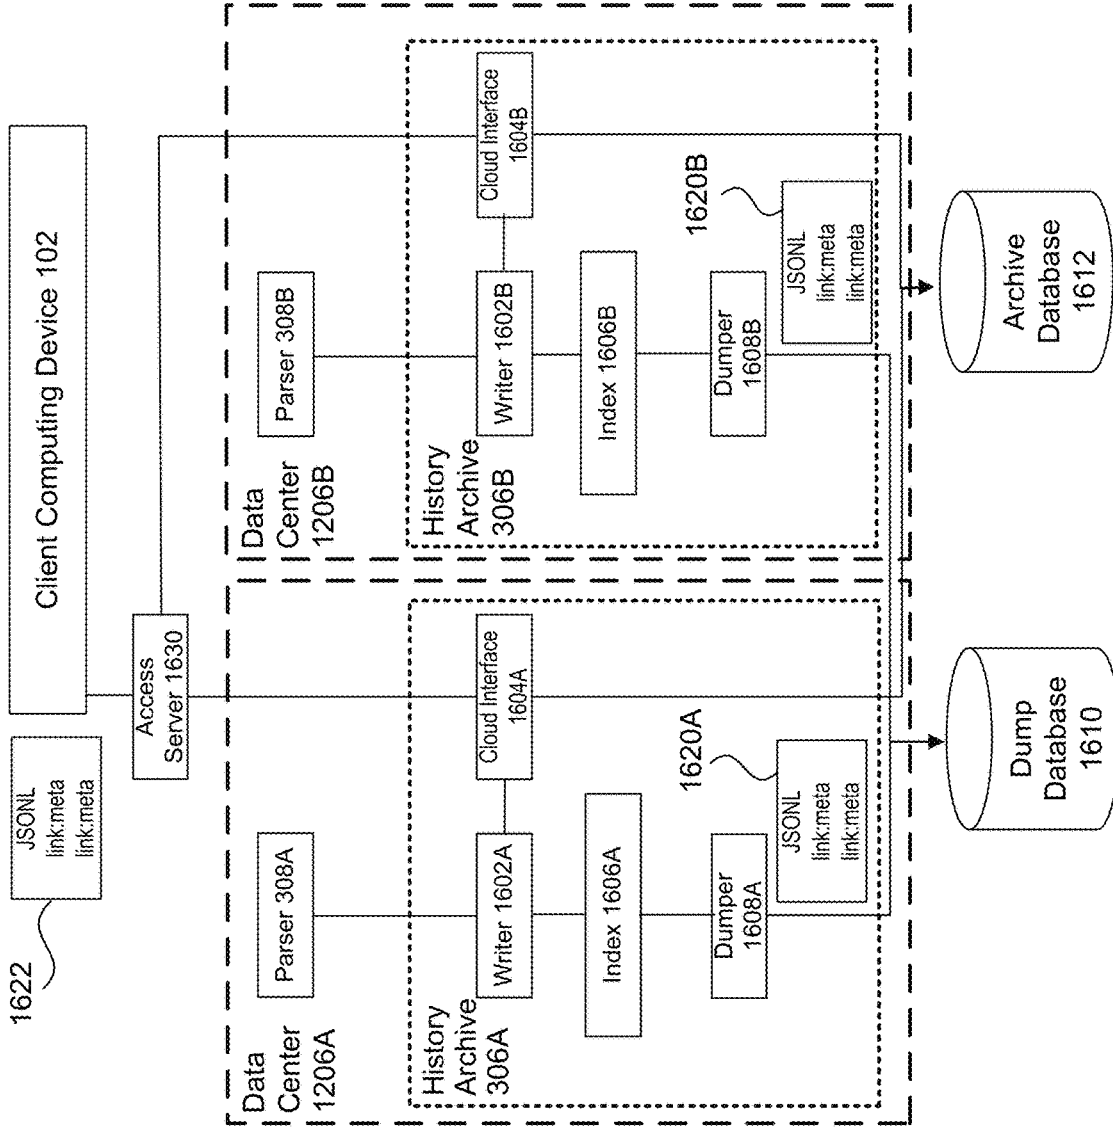 1622
JSONL
link:meta
link:meta
Client Computing Device 102
Access
Server 1630
Data
Center
1206A
Parser 308A
History
Archive
306A
Writer 1602A
Cloud Interface
1604A
Index 1606A
Dumper
1608A
1620A
JSONL
link:meta
link:meta
Data
Center
1206B
Parser 308B
History
Archive
306B
Writer 1602B
Cloud Interface
1604B
Index 1606B
Dumper
1608B
1620B
JSONL
link:meta
link:meta
Dump
Database
1610
Archive
Database
1612